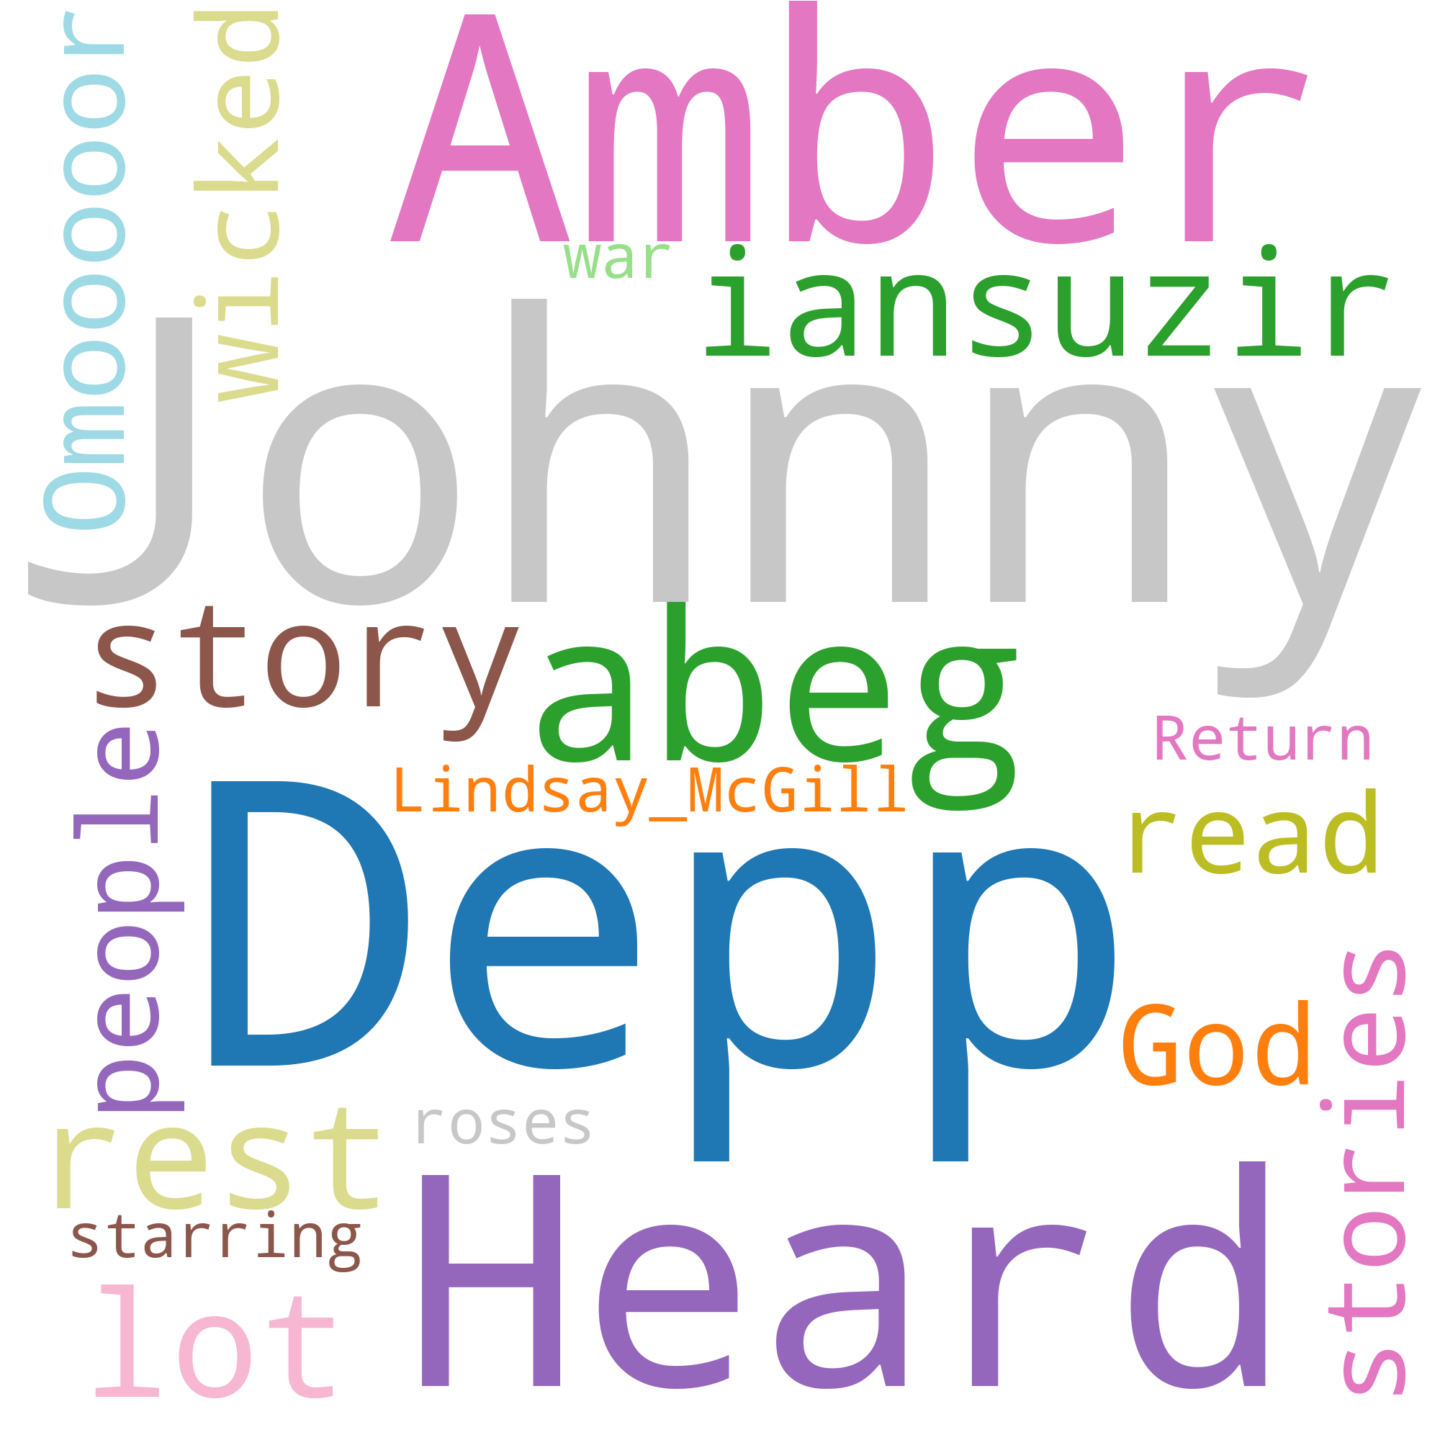 Omooooor
wicked
Amber
war
iansuzir
Johnny
story
abeg
Return
people
Lindsay_McGill
read
Depp
God
stories
rest
roses
starring
Heard
lot